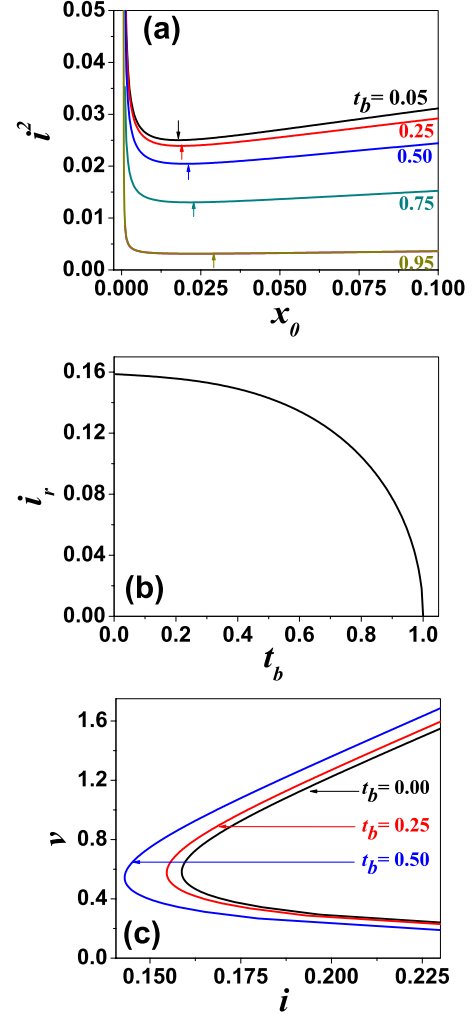 0.05
(a)
t_b = 0.05
0.04
0.25
0.03
i²
0.50
0.02
0.75
0.01
0.95
0.00
0.000 0.025 0.050 0.075 0.100
x₀
0.16
0.12
i_r
0.08
0.04
(b)
0.00
0.0 0.2 0.4 0.6 0.8 1.0
t_b
1.6
1.2
t_b = 0.00
v
0.8
t_b = 0.25
t_b = 0.50
0.4
(c)
0.0
0.150 0.175 0.200 0.225
i